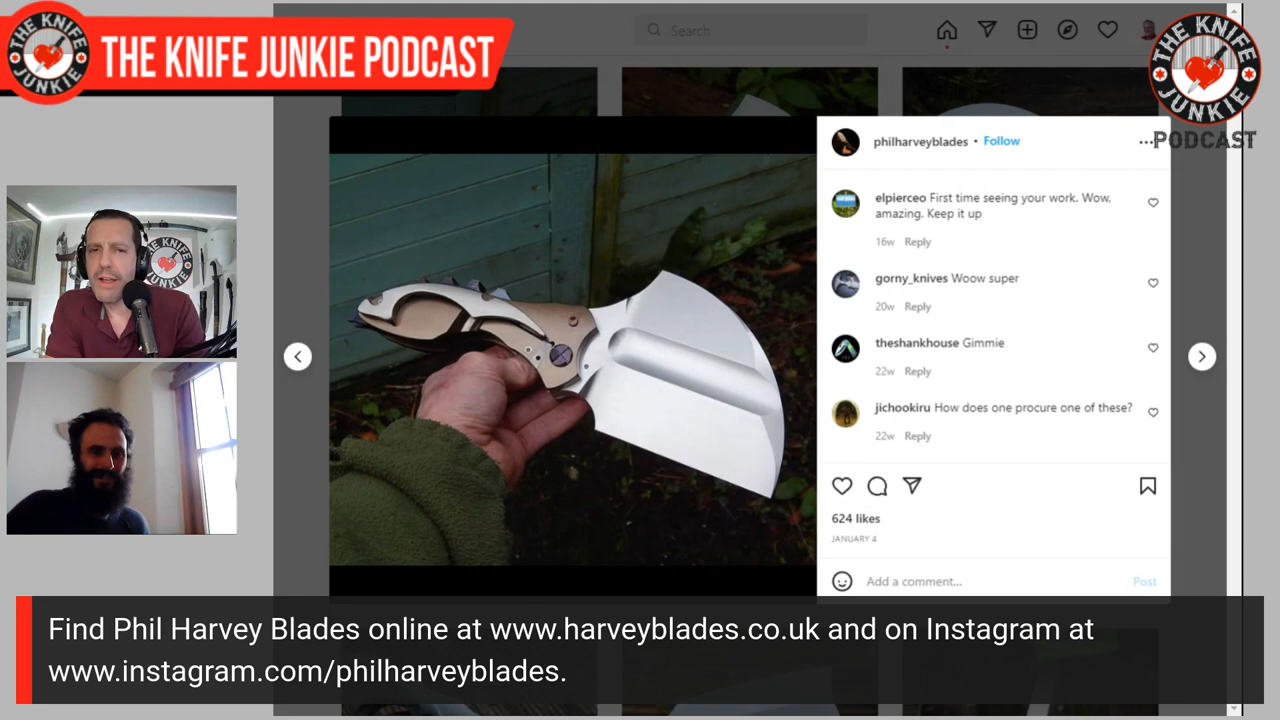 THE KNIFE JUNKIE
THE KNIFE JUNKIE PODCAST
Search
THE KNIFE JUNKIE
PODCAST
philharveyblades • Follow
elpierceo First time seeing your work. Wow,
amazing. Keep it up
16w Reply
gorny_knives Woow super
20w Reply
theshankhouse Gimmie
22w Reply
jichookiru How does one procure one of these?
22w Reply
624 likes
JANUARY 4
Add a comment... Post
THE KNIFE JUNKIE
Find Phil Harvey Blades online at www.harveyblades.co.uk and on Instagram at
www.instagram.com/philharveyblades.